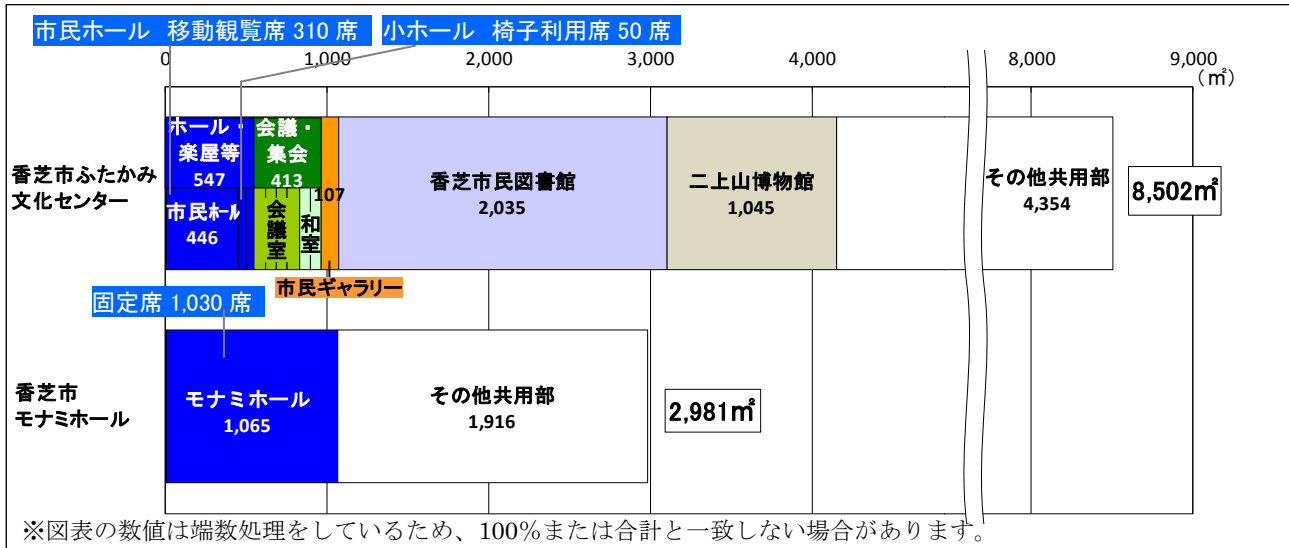 市民ホール 移動観覧席 310 席
小ホール 椅子利用席 50 席
0 1,000 2,000 3,000 4,000 8,000 9,000
(㎡)
香芝市ふたかみ
文化センター
ホール・
楽屋等
547
会議・
集会
413
市民ホール
446
会議室
和室
107
市民ギャラリー
香芝市民図書館
2,035
二上山博物館
1,045
その他共用部
4,354
8,502㎡
固定席 1,030 席
香芝市
モナミホール
モナミホール
1,065
その他共用部
1,916
2,981㎡
※図表の数値は端数処理をしているため、100%または合計と一致しない場合があります。